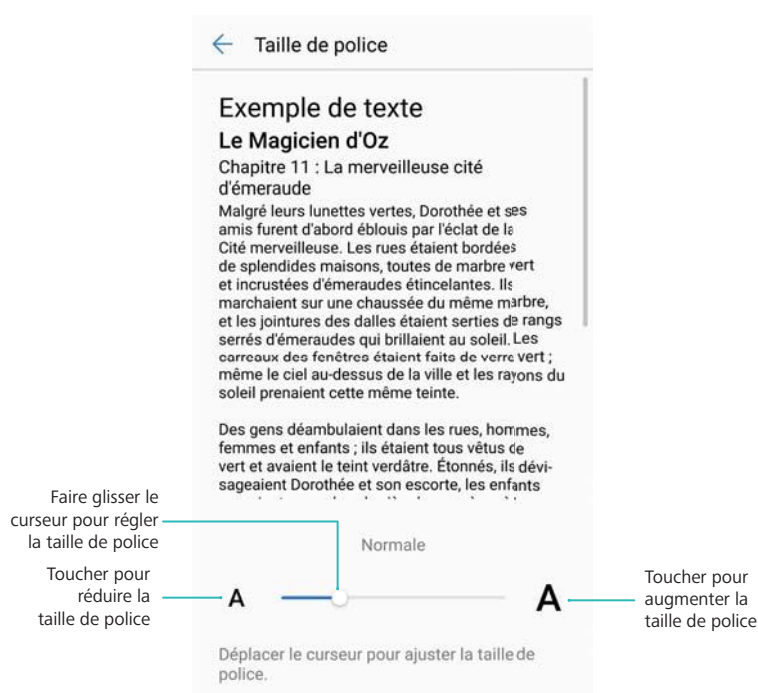 Taille de police
Exemple de texte
Le Magicien d'Oz
Chapitre 11 : La merveilleuse cité
d'émeraude
Malgré leurs lunettes vertes, Dorothée et ses
amis furent d'abord éblouis par l'éclat de la
Cité merveilleuse. Les rues étaient bordées
de splendides maisons, toutes de marbre vert
et incrustées d'émeraudes étincelantes. Ils
marchaient sur une chaussée du même marbre,
et les jointures des dalles étaient serties de rangs
serrés d'émeraudes qui brillaient au soleil. Les
carreaux des fenêtres étaient faits de verre vert ;
même le ciel au-dessus de la ville et les rayons du
soleil prenaient cette même teinte.
Des gens déambulaient dans les rues, hommes,
femmes et enfants ; ils étaient tous vêtus de
vert et avaient le teint verdâtre. Étonnés, ils dévi-
sageaient Dorothée et son escorte, les enfants
Faire glisser le
curseur pour régler
la taille de police
Normale
Toucher pour
réduire la
taille de police
A
A
Toucher pour
augmenter la
taille de police
Déplacer le curseur pour ajuster la taille de
police.